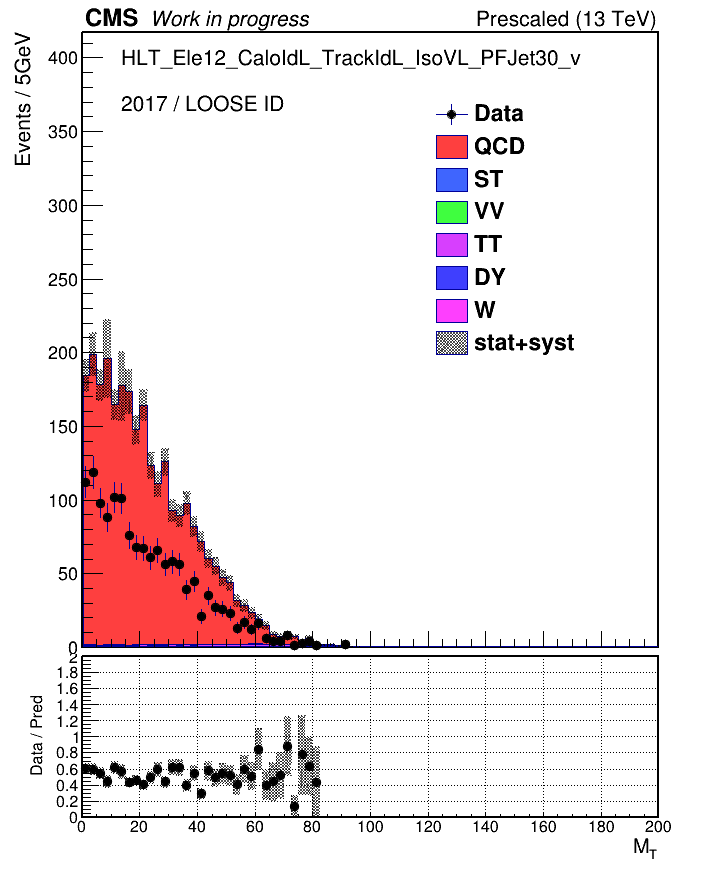 CMS Work in progress Prescaled (13 TeV)
Events / 5GeV
HLT_Ele12_CaloIdL_TrackIdL_IsoVL_PFJet30_v
2017 / LOOSE ID
Data
QCD
ST
VV
TT
DY
W
stat+syst
400
350
300
250
200
150
100
50
0
Data / Pred
2
1.8
1.6
1.4
1.2
1
0.8
0.6
0.4
0.2
0
0 20 40 60 80 100 120 140 160 180 200
M_T